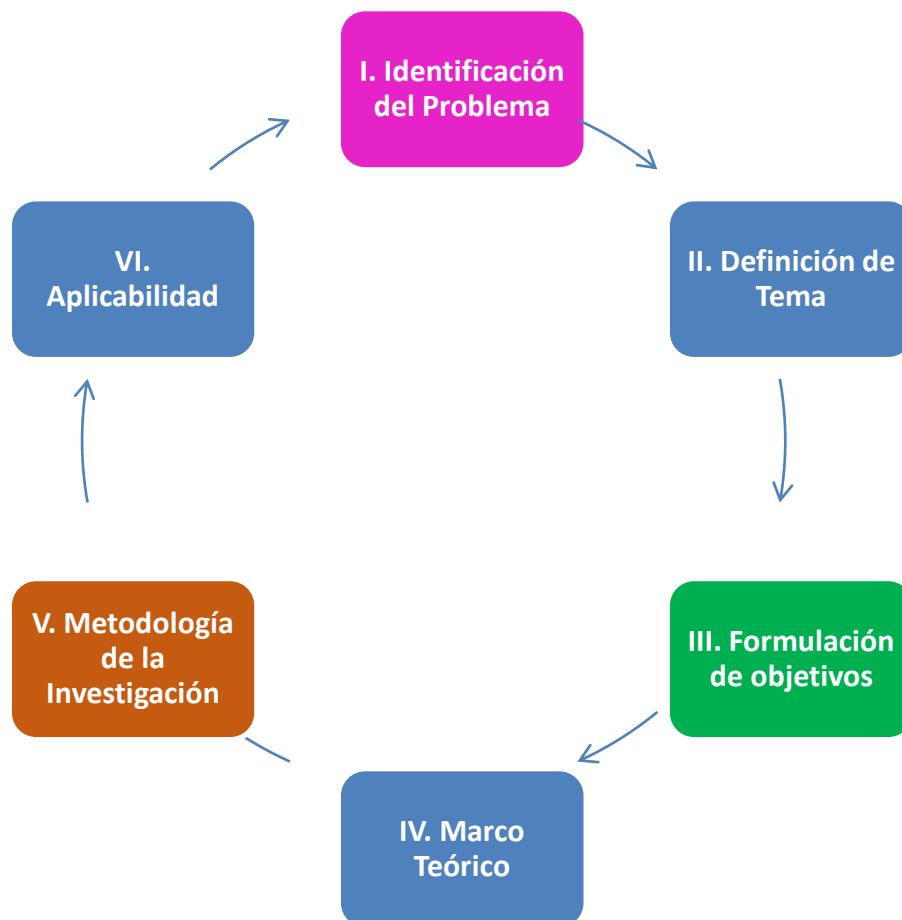 I. Identificación
del Problema
II. Definición de
Tema
III. Formulación
de objetivos
IV. Marco
Teórico
V. Metodología
de la
Investigación
VI.
Aplicabilidad